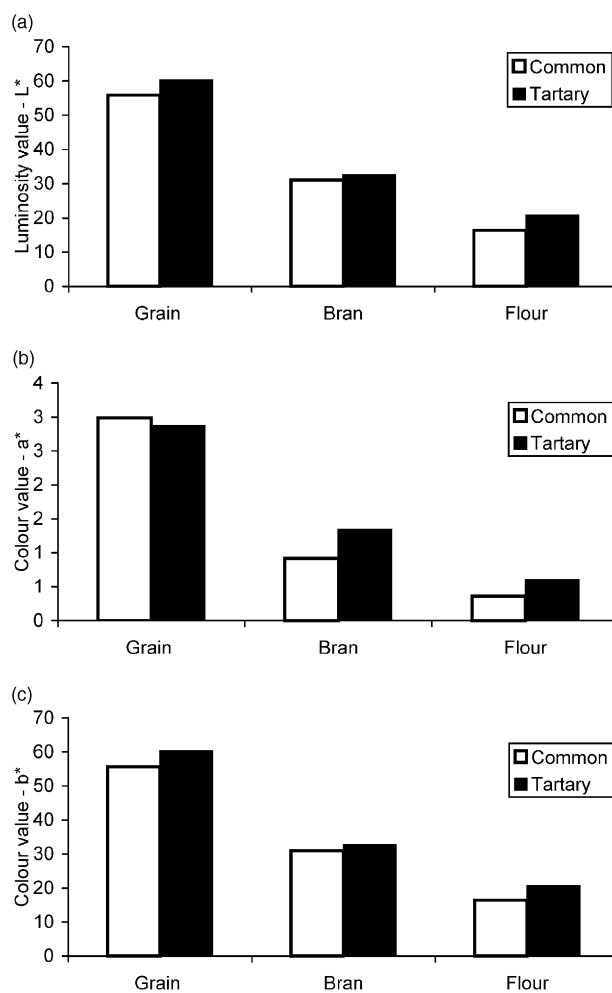 (a)
Luminosity value - L*
70
60
50
40
30
20
10
0
Common
Tartary
Grain Bran Flour
(b)
Colour value - a*
4
3
3
2
2
1
1
0
Common
Tartary
Grain Bran Flour
(c)
Colour value - b*
70
60
50
40
30
20
10
0
Common
Tartary
Grain Bran Flour